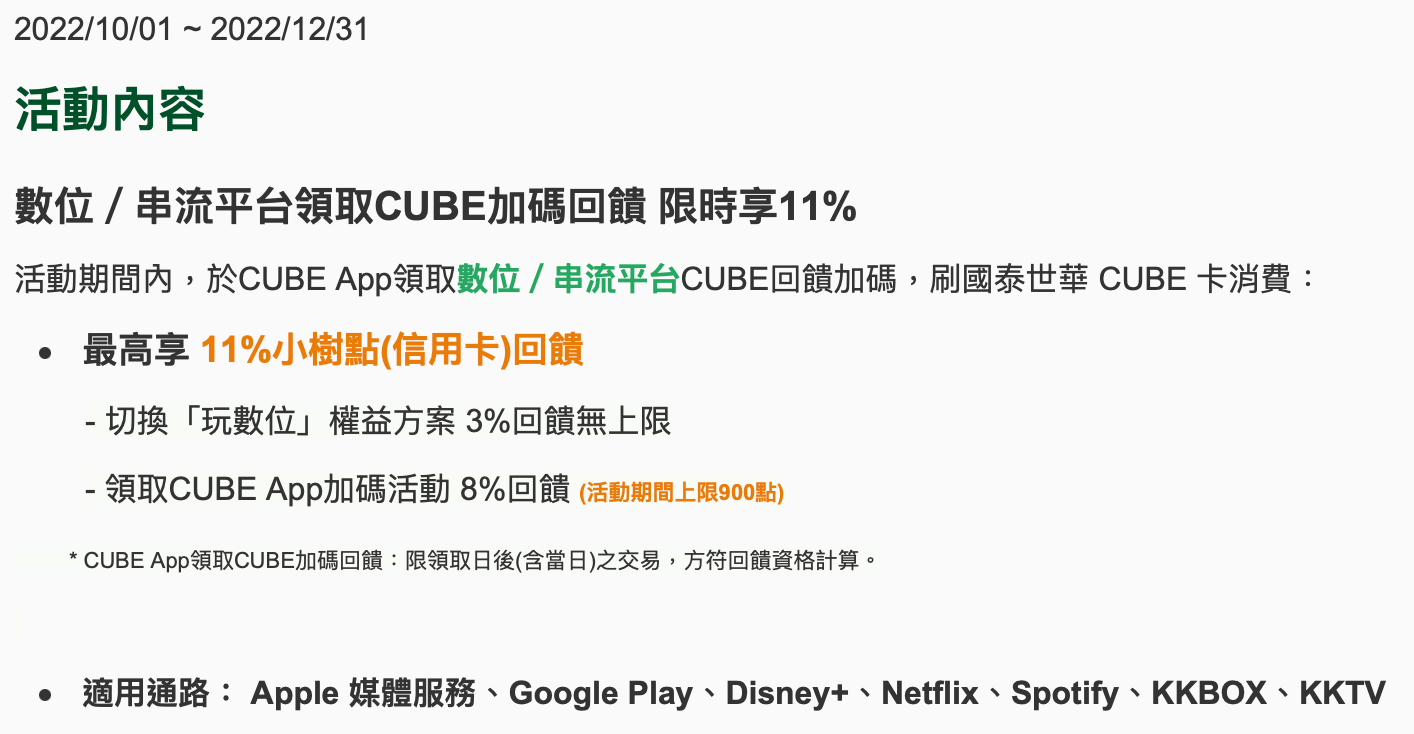 2022/10/01 ~ 2022/12/31
活動內容
數位／串流平台領取CUBE加碼回饋 限時享11%
活動期間內，於CUBE App領取數位／串流平台CUBE回饋加碼，刷國泰世華 CUBE 卡消費：
• 最高享 11%小樹點(信用卡)回饋
- 切換「玩數位」權益方案 3%回饋無上限
- 領取CUBE App加碼活動 8%回饋 (活動期間上限900點)
* CUBE App領取CUBE加碼回饋：限領取日後(含當日)之交易，方符回饋資格計算。
• 適用通路： Apple 媒體服務、Google Play、Disney+、Netflix、Spotify、KKBOX、KKTV